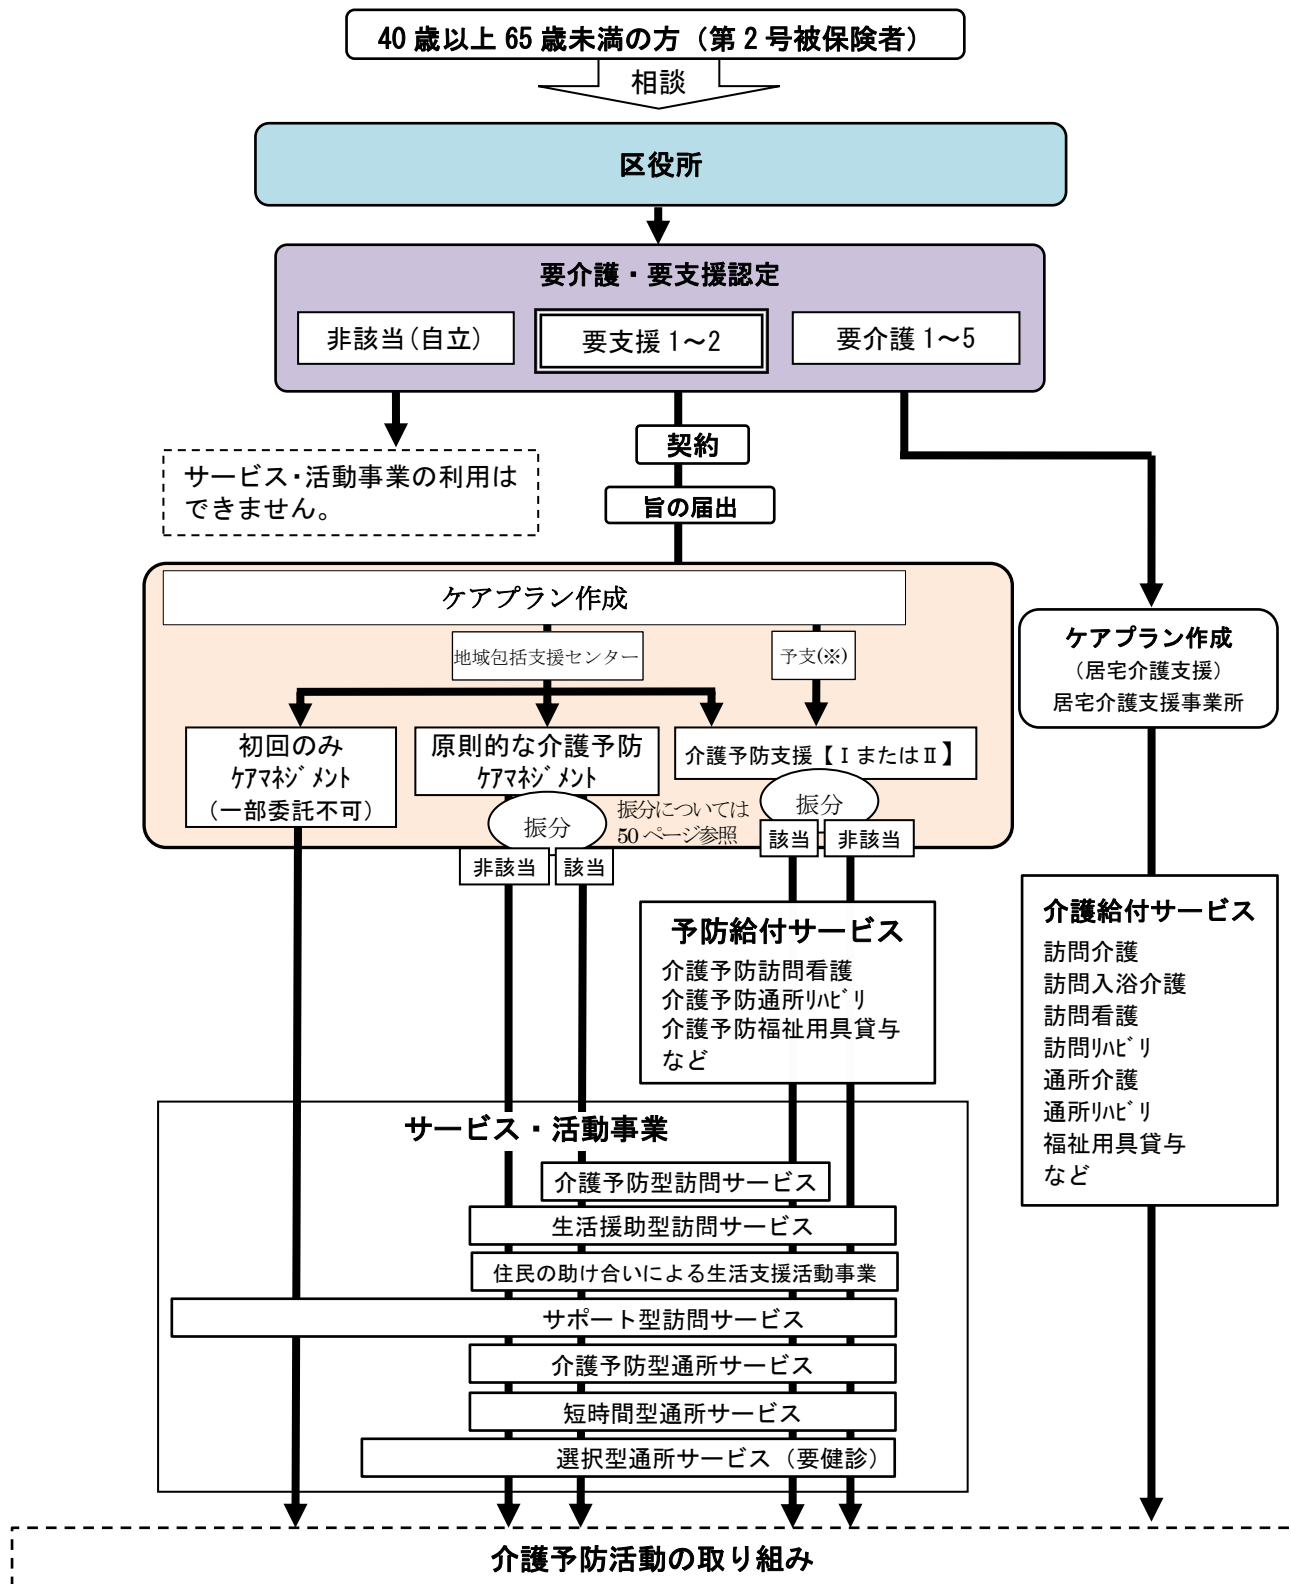 40 歳以上 65 歳未満の方（第 2 号被保険者）
相談
区役所
要介護・要支援認定
非該当(自立)
要支援 1～2
要介護 1～5
契約
サービス・活動事業の利用は
できません。
旨の届出
ケアプラン作成
地域包括支援センター
予支(※)
ケアプラン作成
（居宅介護支援）
居宅介護支援事業所
初回のみ
ｹｱﾏﾈｼﾞﾒﾝﾄ
（一部委託不可）
原則的な介護予防
ｹｱﾏﾈｼﾞﾒﾝﾄ
介護予防支援【ⅠまたはⅡ】
振分
振分については
50 ページ参照
振分
非該当
該当
該当
非該当
予防給付サービス
介護予防訪問看護
介護予防通所ﾘﾊﾋﾞﾘ
介護予防福祉用具貸与
など
介護給付サービス
訪問介護
訪問入浴介護
訪問看護
訪問ﾘﾊﾋﾞﾘ
通所介護
通所ﾘﾊﾋﾞﾘ
福祉用具貸与
など
サービス・活動事業
介護予防型訪問サービス
生活援助型訪問サービス
住民の助け合いによる生活支援活動事業
サポート型訪問サービス
介護予防型通所サービス
短時間型通所サービス
選択型通所サービス（要健診）
介護予防活動の取り組み